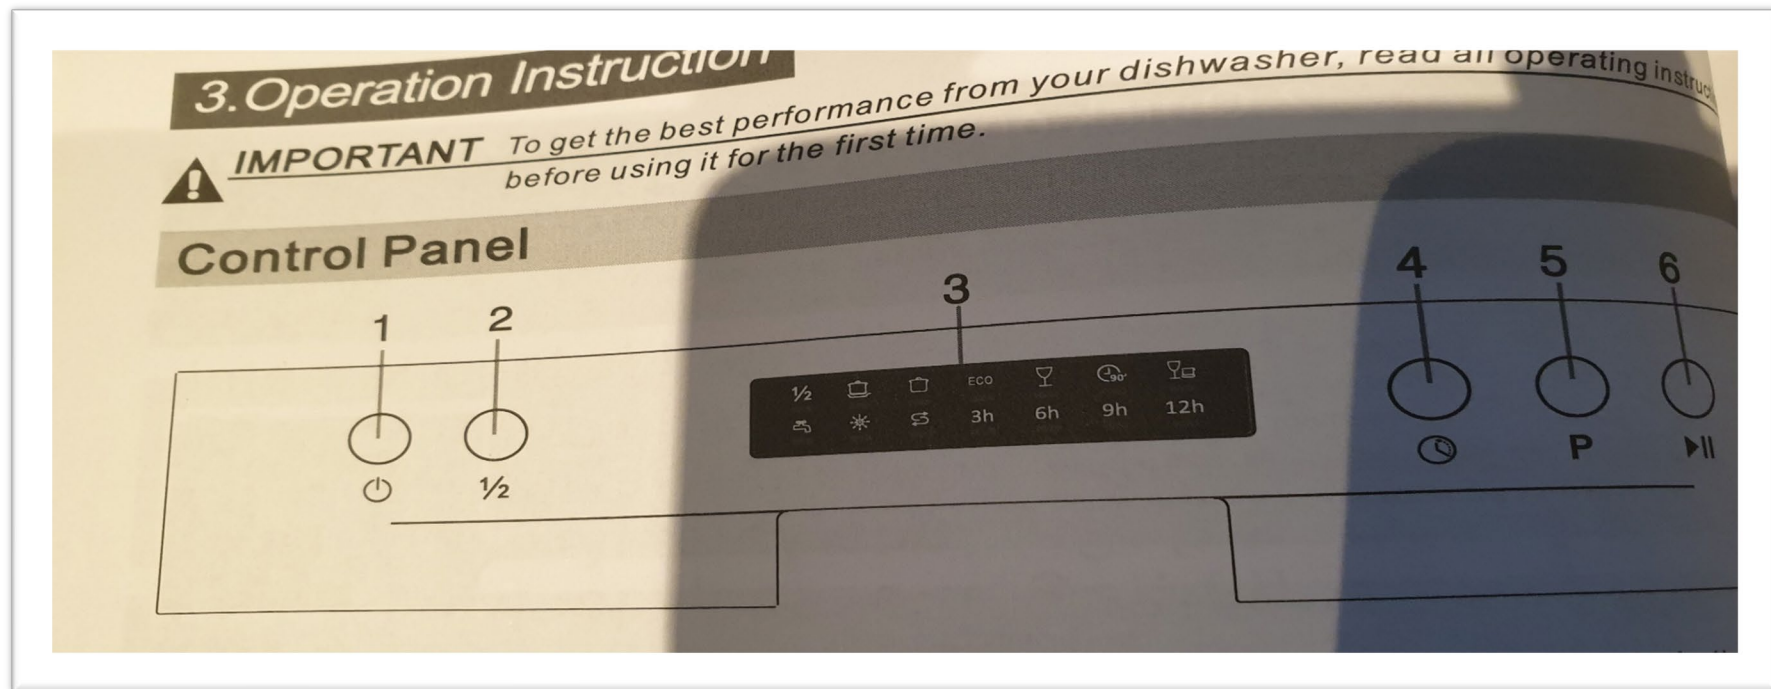 3.Operation Instruction
IMPORTANT To get the best performance from your dishwasher, read all operating
before using it for the first time.
Control Panel
1 2 3 4 5 6
½ ECO 90'
3h 6h 9h 12h
½ P